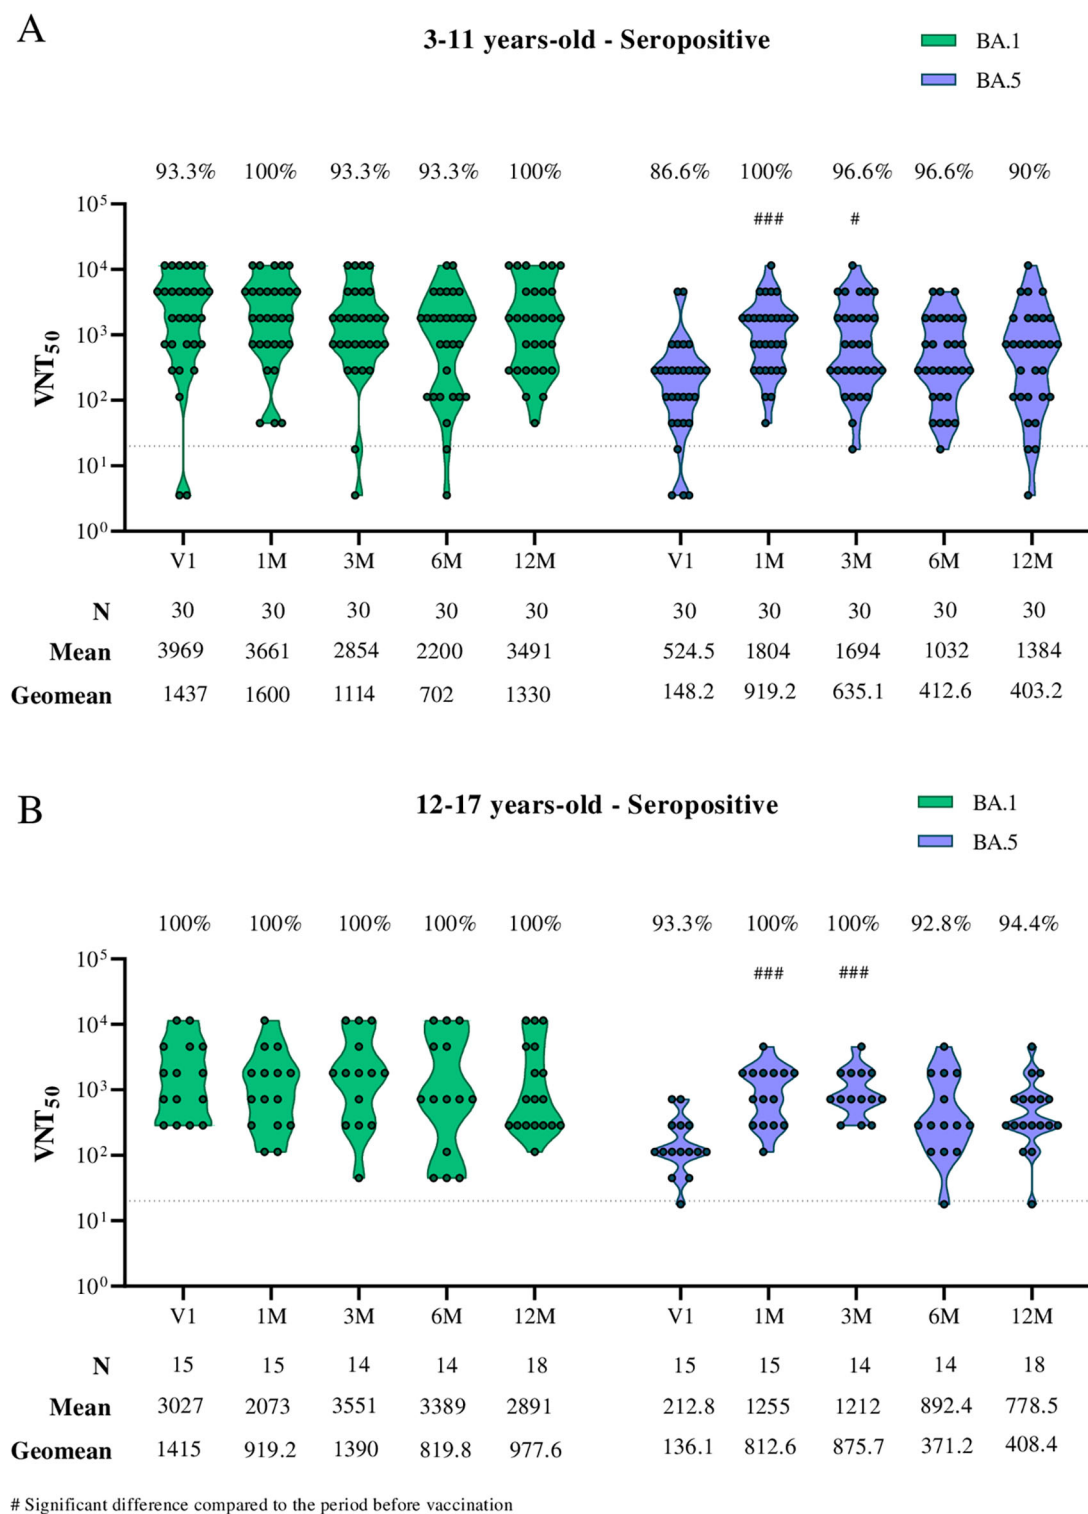 A
3-11 years-old - Seropositive
BA.1
BA.5
93.3% 100% 93.3% 93.3% 100% 86.6% 100% 96.6% 96.6% 90%
### #
10⁵
10⁴
10³
10²
10¹
10⁰
VNT₅₀
V1 1M 3M 6M 12M V1 1M 3M 6M 12M
N 30 30 30 30 30 30 30 30 30 30
Mean 3969 3661 2854 2200 3491 524.5 1804 1694 1032 1384
Geomean 1437 1600 1114 702 1330 148.2 919.2 635.1 412.6 403.2
B
12-17 years-old - Seropositive
BA.1
BA.5
100% 100% 100% 100% 100% 93.3% 100% 100% 92.8% 94.4%
### ###
10⁵
10⁴
10³
10²
10¹
10⁰
VNT₅₀
V1 1M 3M 6M 12M V1 1M 3M 6M 12M
N 15 15 14 14 18 15 15 14 14 18
Mean 3027 2073 3551 3389 2891 212.8 1255 1212 892.4 778.5
Geomean 1415 919.2 1390 819.8 977.6 136.1 812.6 875.7 371.2 408.4
# Significant difference compared to the period before vaccination